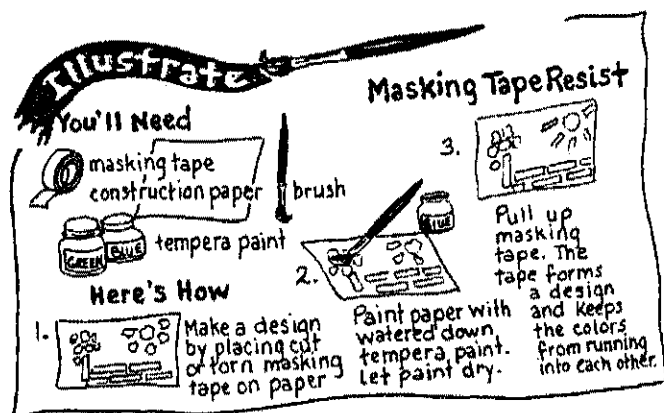 Illustrate
Masking Tape Resist
You'll Need
masking tape
construction paper
brush
GREEN
BLUE
tempera paint
Here's How
1.
Make a design
by placing cut
or torn masking
tape on paper
2.
BLUE
Paint paper with
watered down
tempera paint.
Let paint dry.
3.
Pull up
masking
tape. The
tape forms
a design
and keeps
the colors
from running
into each other.